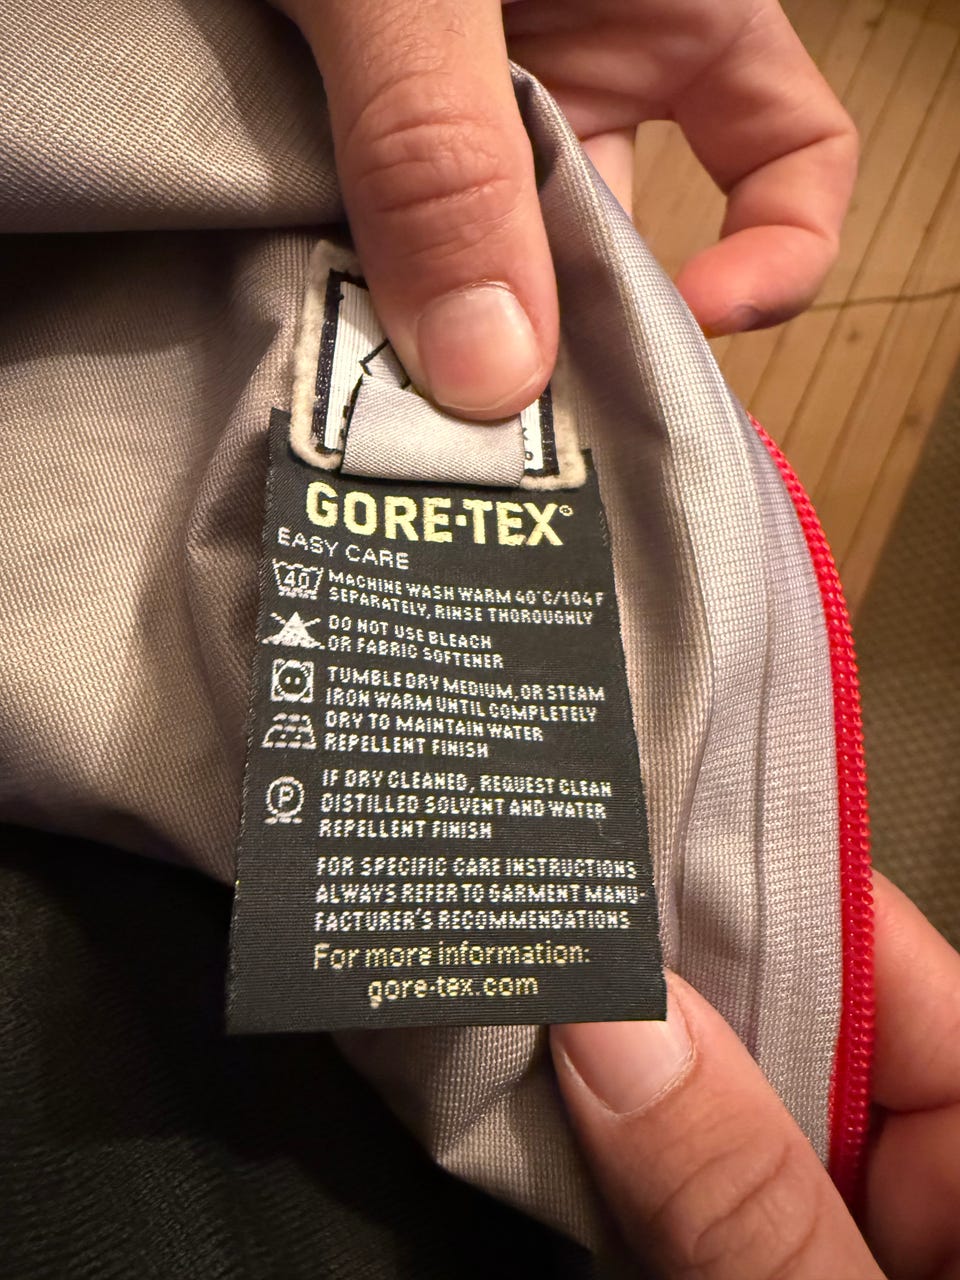 GORE-TEX®
EASY CARE
40 MACHINE WASH WARM 40°C/104 F
SEPARATELY, RINSE THOROUGHLY
DO NOT USE BLEACH
OR FABRIC SOFTENER
TUMBLE DRY MEDIUM, OR STEAM
IRON WARM UNTIL COMPLETELY
DRY TO MAINTAIN WATER
REPELLENT FINISH
P IF DRY CLEANED, REQUEST CLEAN
DISTILLED SOLVENT AND WATER
REPELLENT FINISH
FOR SPECIFIC CARE INSTRUCTIONS
ALWAYS REFER TO GARMENT MANU-
FACTURER'S RECOMMENDATIONS
For more information:
gore-tex.com